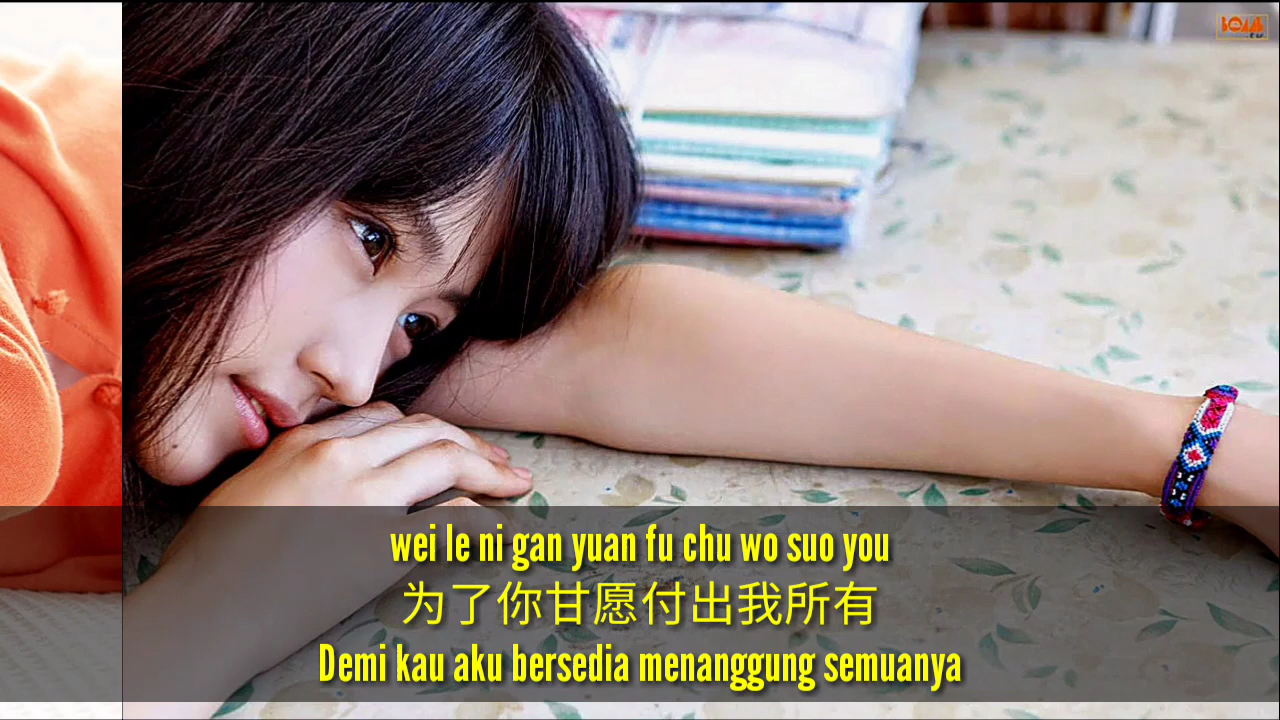 wei le ni gan yuan fu chu wo suo you
为了你甘愿付出我所有
Demi kau aku bersedia menanggung semuanya